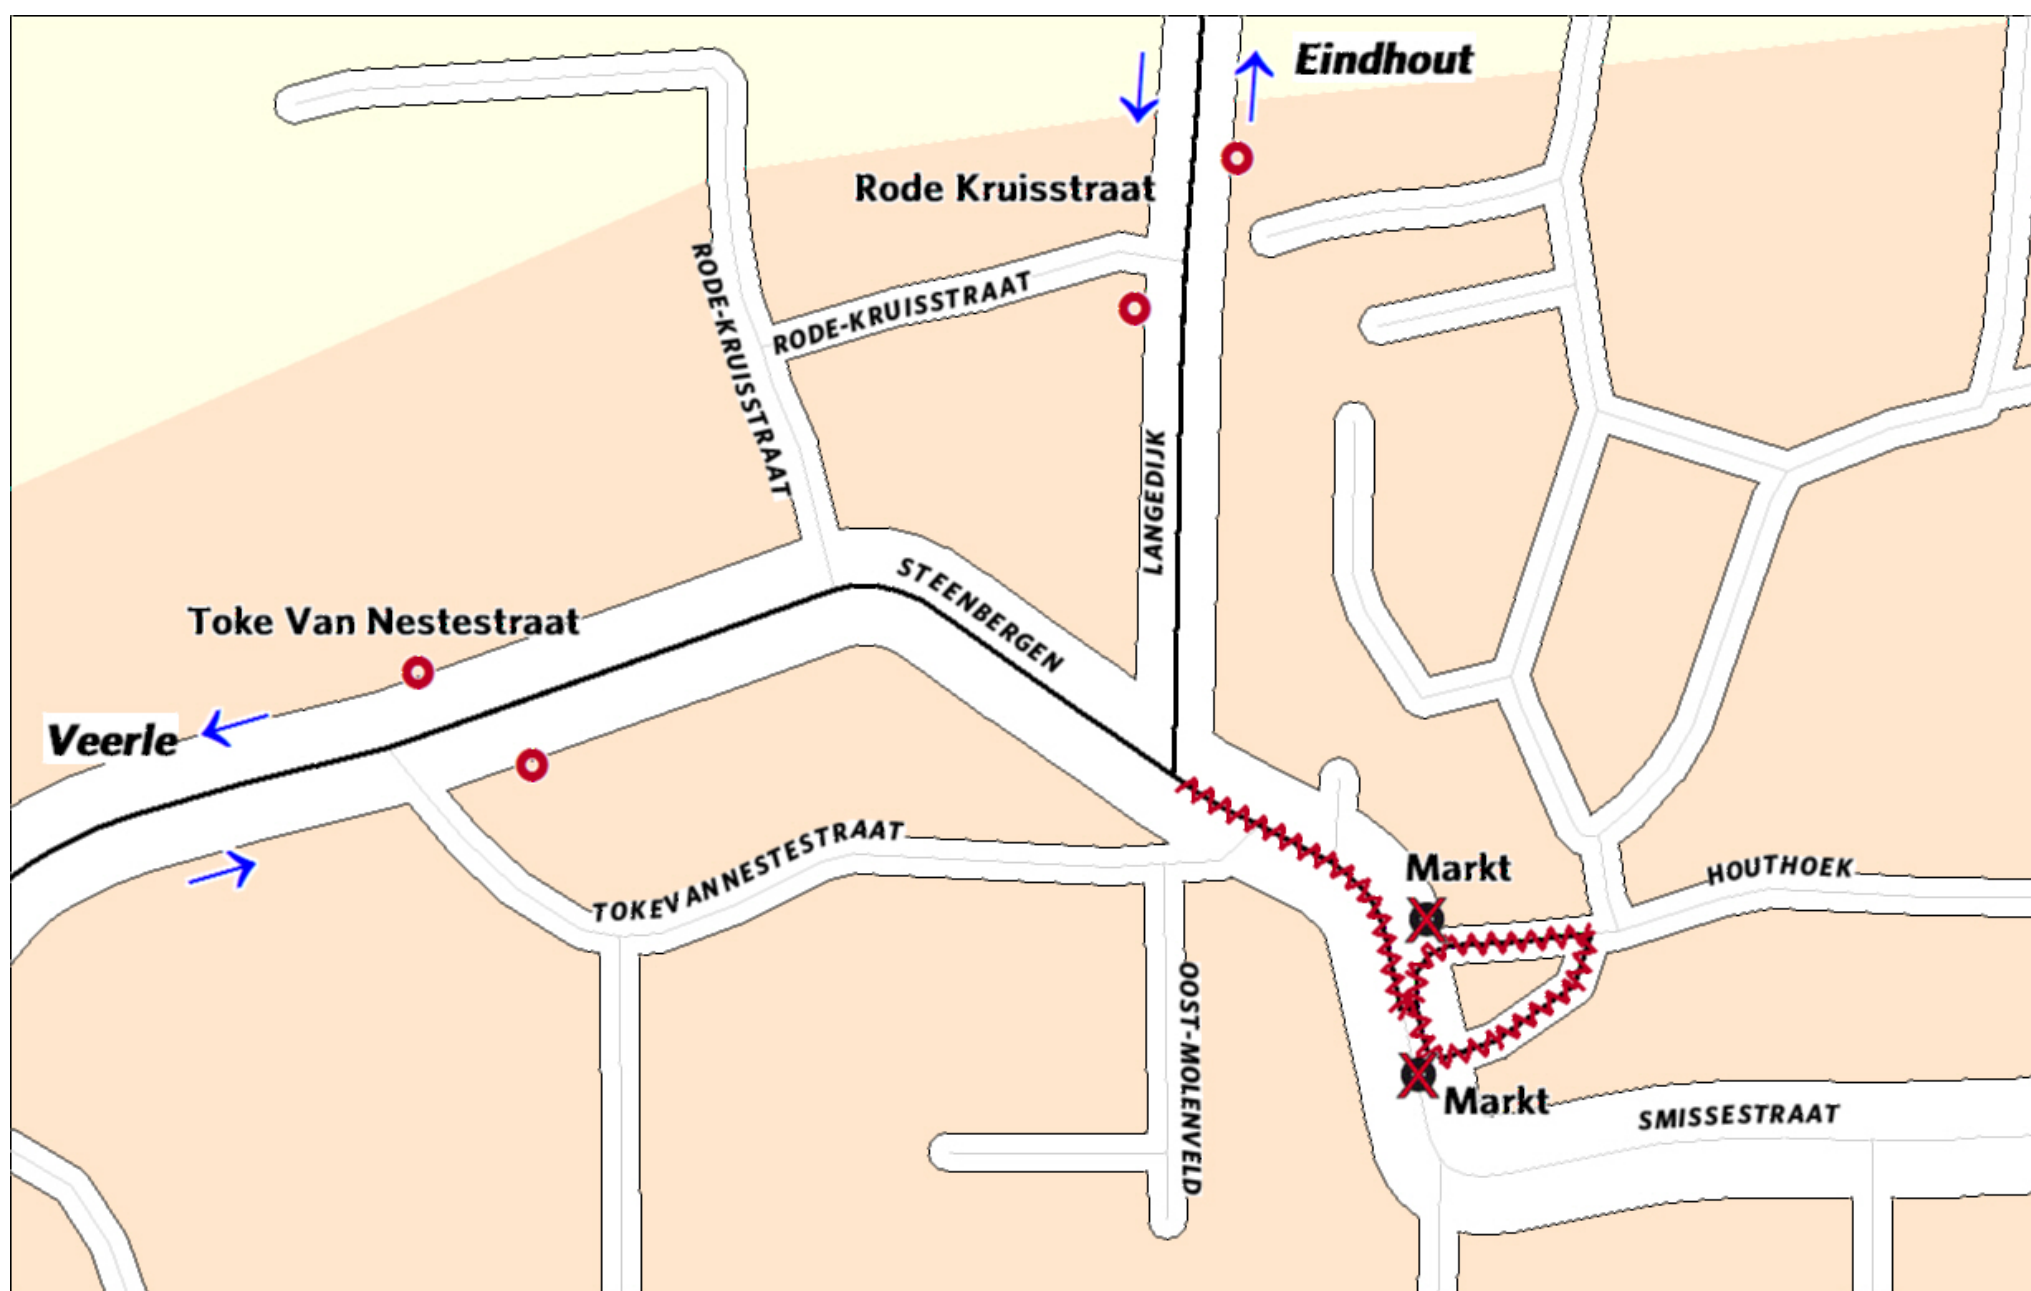 Eindhout
Rode Kruisstraat
RODE-KRUISSTRAAT
RODE-KRUISSTRAAT
LANGEDIJK
STEENBERGEN
Toke Van Nestestraat
Veerle
TOKEVANNESTESTRAAT
Markt
HOUTHOEK
OOST-MOLENVELD
Markt
SMISSESTRAAT